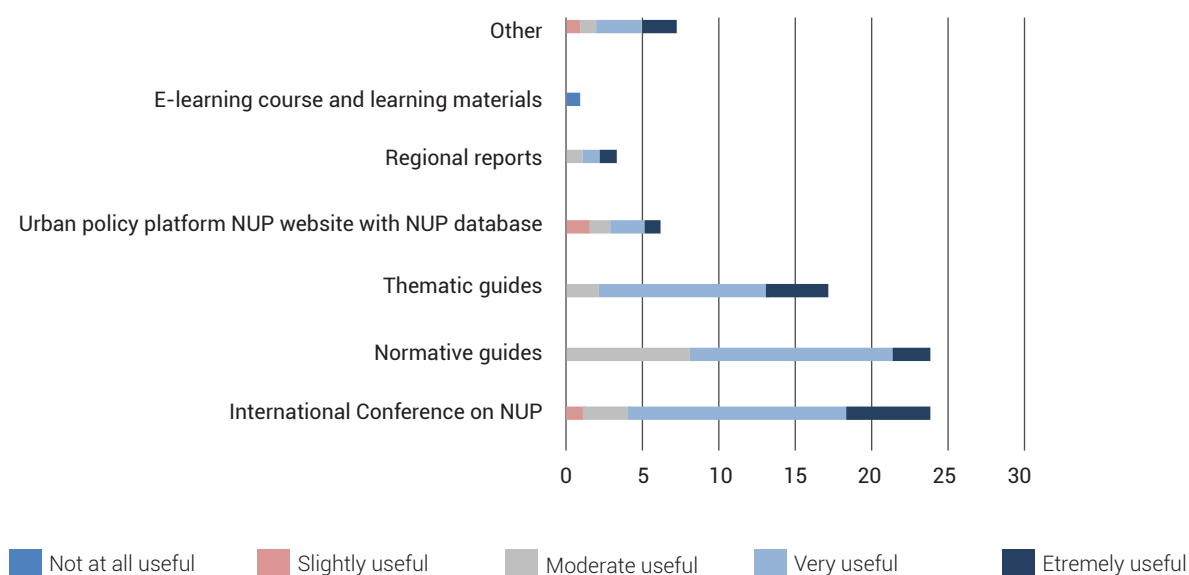 Other
E-learning course and learning materials
Regional reports
Urban policy platform NUP website with NUP database
Thematic guides
Normative guides
International Conference on NUP
0 5 10 15 20 25 30
Not at all useful Slightly useful Moderate useful Very useful Etremely useful